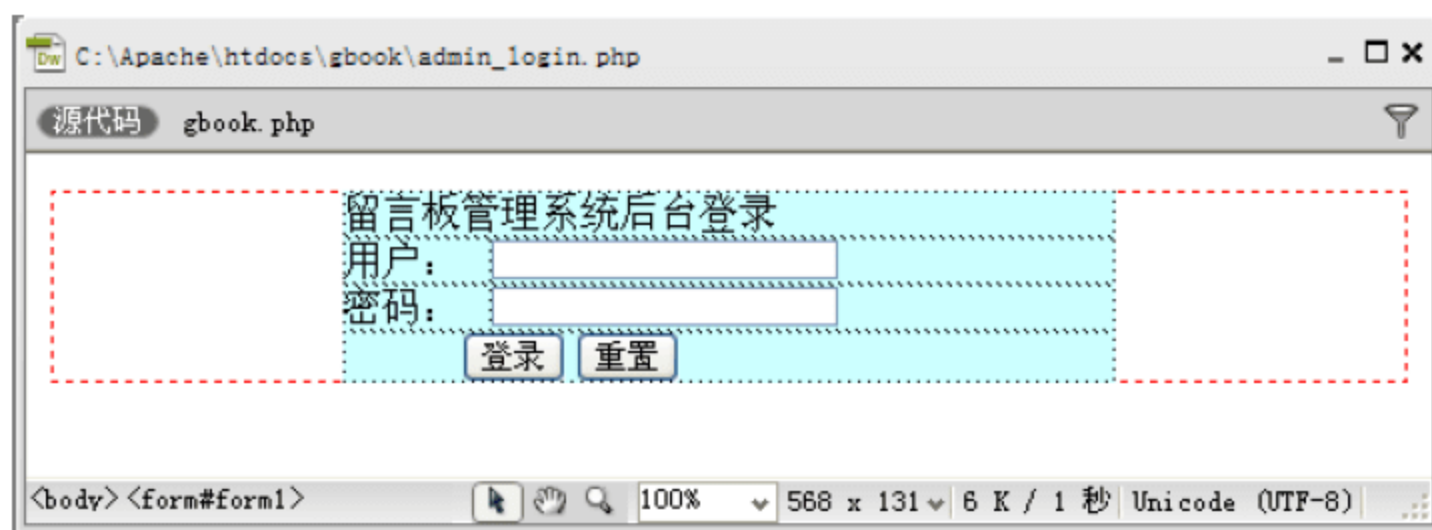 Dw C:\Apache\htdocs\gbook\admin_login.php
源代码 gbook.php
留言板管理系统后台登录
用户：
密码：
登录 重置
<body> <form#form1> 100% 568 x 131 6 K / 1 秒 Unicode (UTF-8)